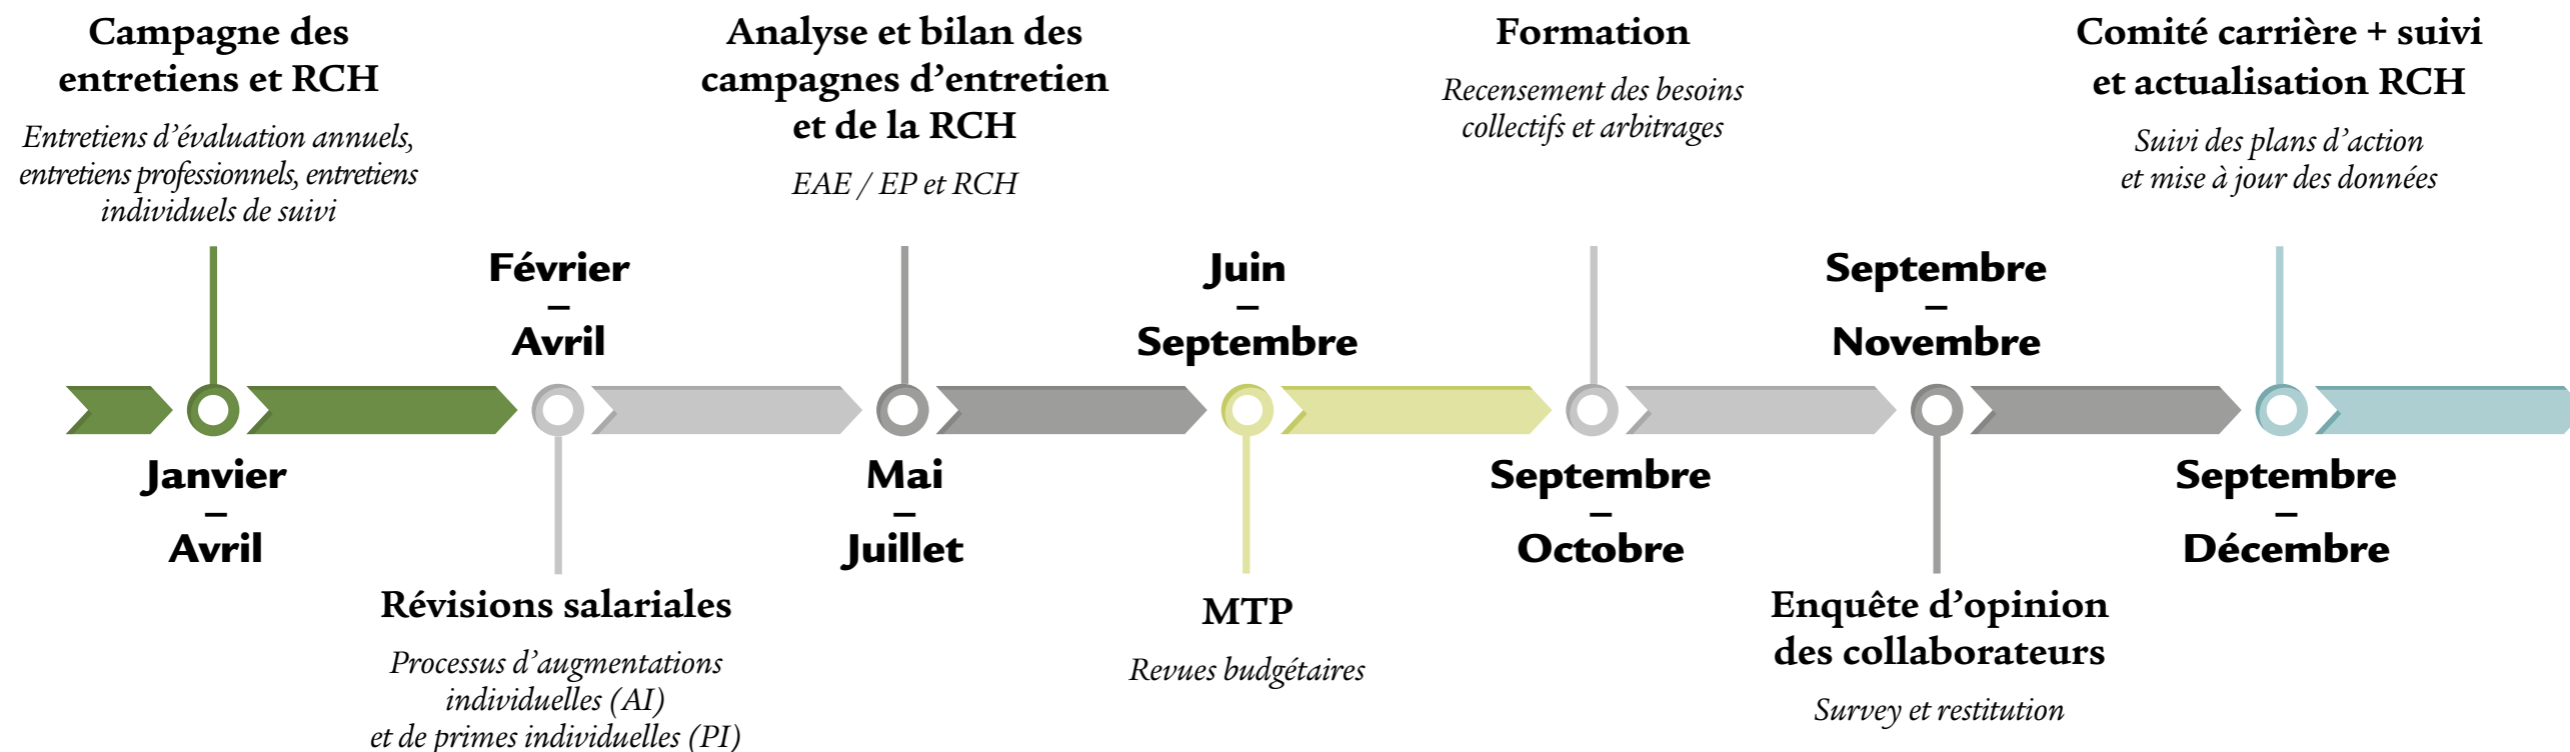 Campagne des
entretiens et RCH
Entretiens d’évaluation annuels,
entretiens professionnels, entretiens
individuels de suivi
Janvier
–
Avril
Février
–
Avril
Révisions salariales
Processus d’augmentations
individuelles (AI)
et de primes individuelles (PI)
Analyse et bilan des
campagnes d’entretien
et de la RCH
EAE / EP et RCH
Mai
–
Juillet
Juin
–
Septembre
MTP
Revues budgétaires
Formation
Recensement des besoins
collectifs et arbitrages
Septembre
–
Octobre
Septembre
–
Novembre
Enquête d’opinion
des collaborateurs
Survey et restitution
Comité carrière + suivi
et actualisation RCH
Suivi des plans d’action
et mise à jour des données
Septembre
–
Décembre